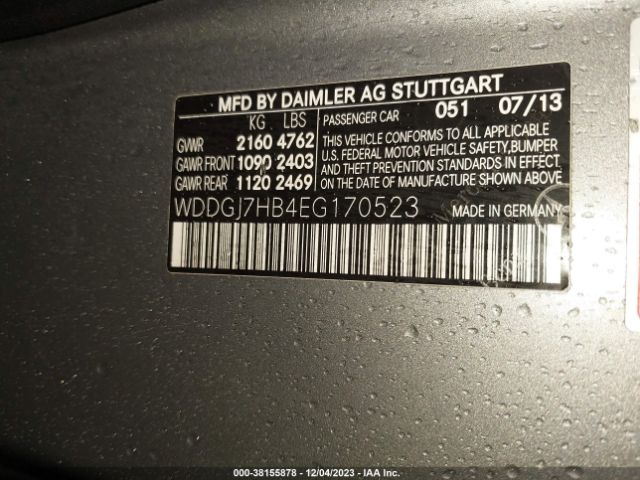 MFD BY DAIMLER AG STUTTGART
KG LBS PASSENGER CAR 051 07/13
GVWR 2160 4762
GAWR FRONT 1090 2403
GAWR REAR 1120 2469
THIS VEHICLE CONFORMS TO ALL APPLICABLE
U.S. FEDERAL MOTOR VEHICLE SAFETY, BUMPER
AND THEFT PREVENTION STANDARDS IN EFFECT
ON THE DATE OF MANUFACTURE SHOWN ABOVE
WDDGJ7HB4EG170523 MADE IN GERMANY
000-38155878 - 12/04/2023 - IAA Inc.